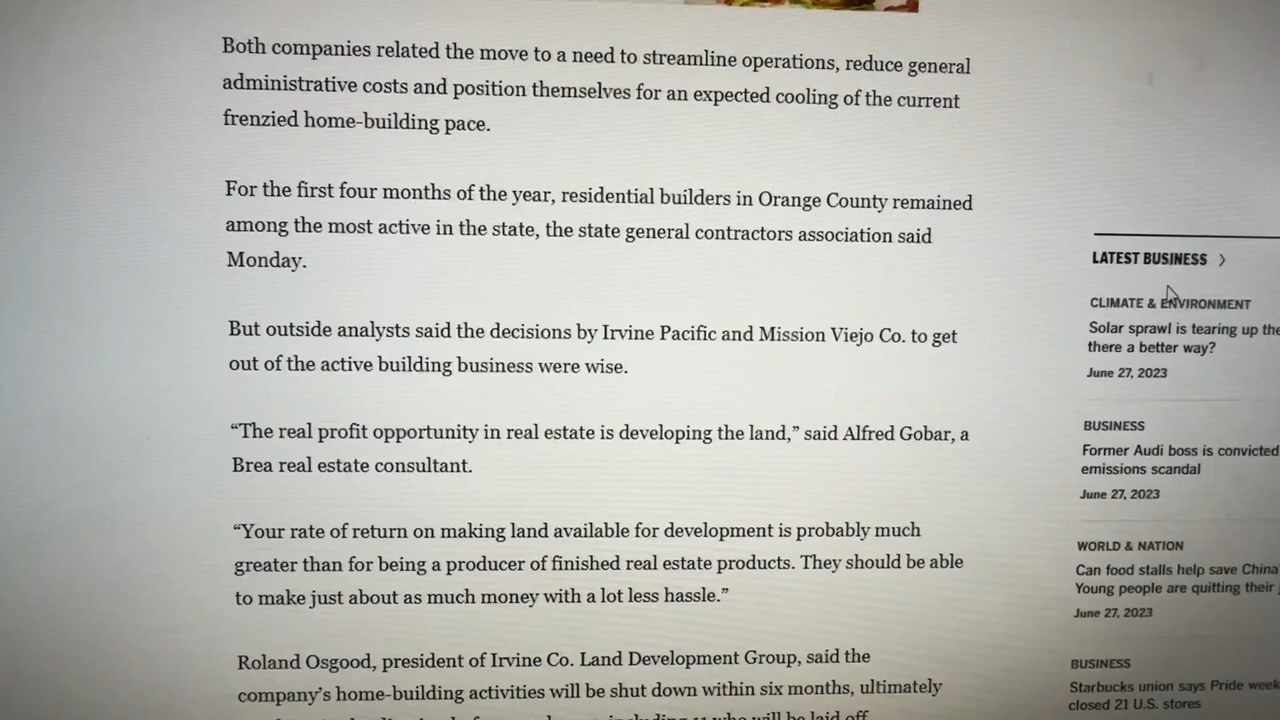 Both companies related the move to a need to streamline operations, reduce general
administrative costs and position themselves for an expected cooling of the current
frenzied home-building pace.
For the first four months of the year, residential builders in Orange County remained
among the most active in the state, the state general contractors association said
Monday.
But outside analysts said the decisions by Irvine Pacific and Mission Viejo Co. to get
out of the active building business were wise.
“The real profit opportunity in real estate is developing the land,” said Alfred Gobar, a
Brea real estate consultant.
“Your rate of return on making land available for development is probably much
greater than for being a producer of finished real estate products. They should be able
to make just about as much money with a lot less hassle.”
Roland Osgood, president of Irvine Co. Land Development Group, said the
company’s home-building activities will be shut down within six months, ultimately
including 11 who will be laid off
LATEST BUSINESS >
CLIMATE & ENVIRONMENT
Solar sprawl is tearing up the
there a better way?
June 27, 2023
BUSINESS
Former Audi boss is convicted
emissions scandal
June 27, 2023
WORLD & NATION
Can food stalls help save China
Young people are quitting their
June 27, 2023
BUSINESS
Starbucks union says Pride week
closed 21 U.S. stores